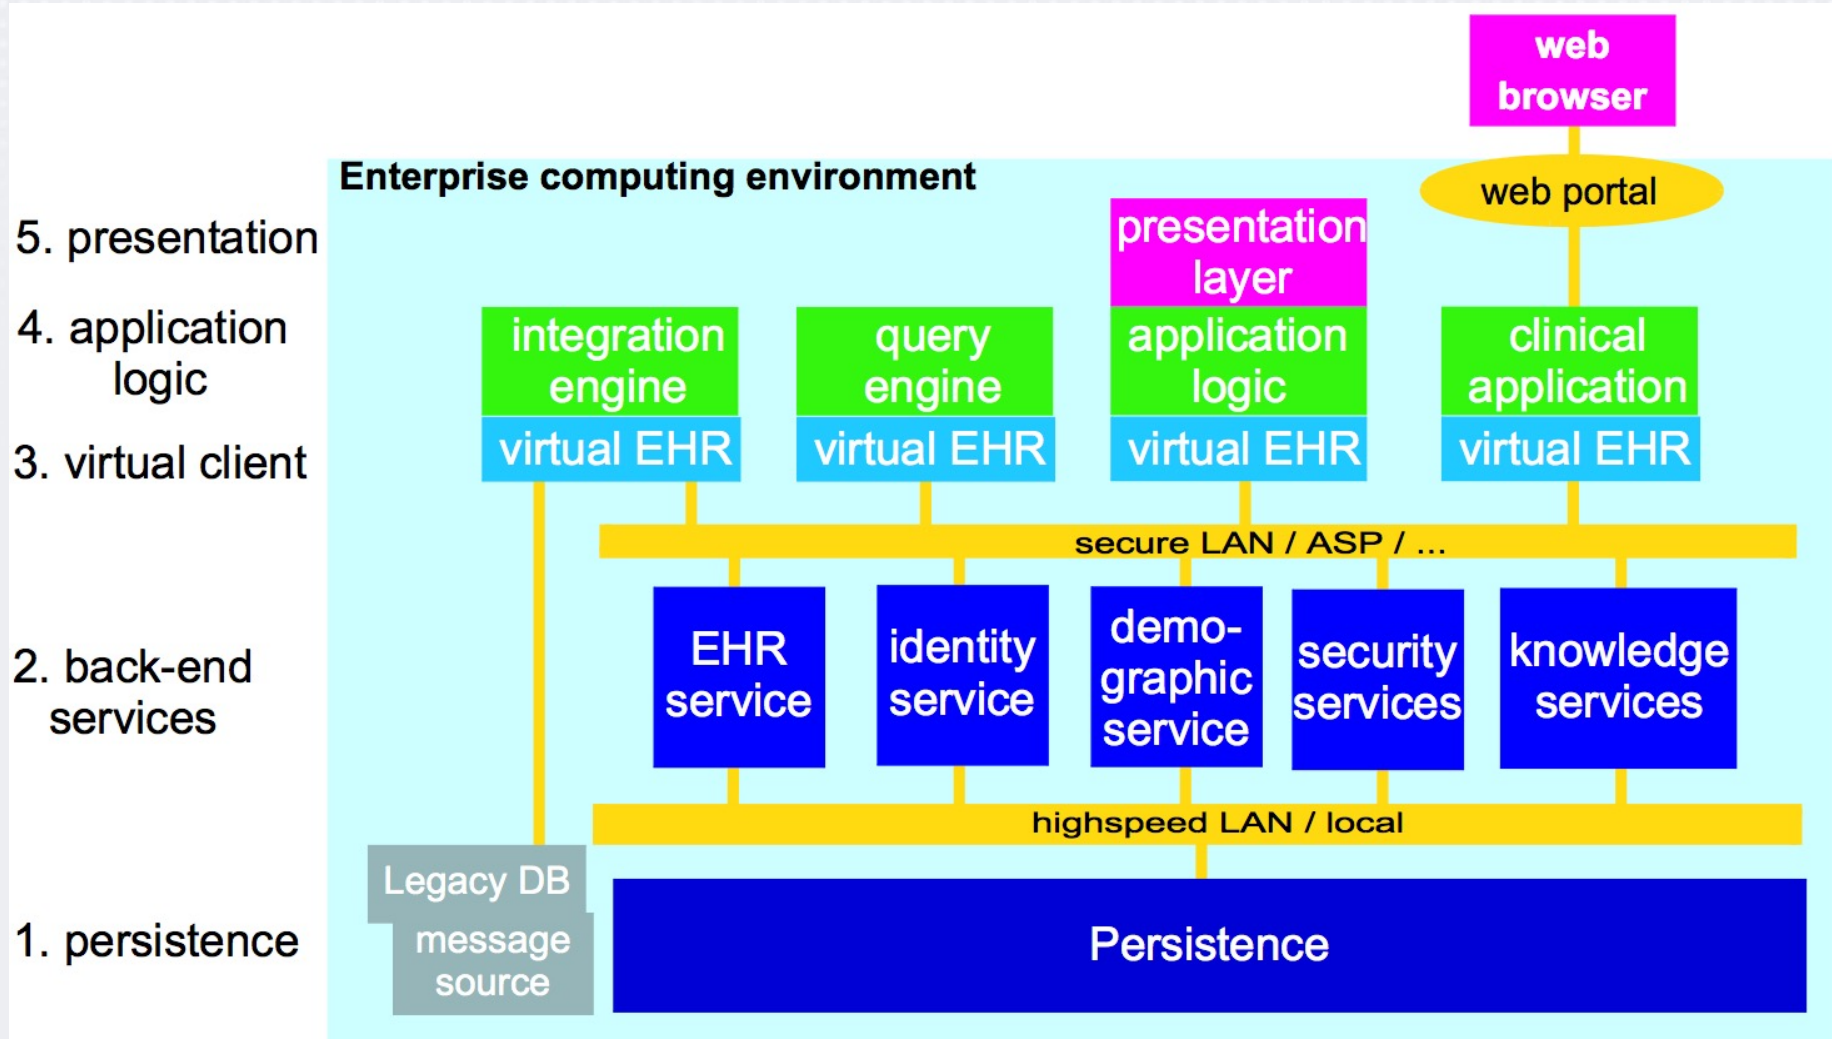 web
browser
Enterprise computing environment
web portal
5. presentation
presentation
layer
4. application
logic
integration
engine
query
engine
application
logic
clinical
application
3. virtual client
virtual EHR
virtual EHR
virtual EHR
virtual EHR
secure LAN / ASP / ...
2. back-end
services
EHR
service
identity
service
demo-
graphic
service
security
services
knowledge
services
highspeed LAN / local
Legacy DB
1. persistence
message
source
Persistence